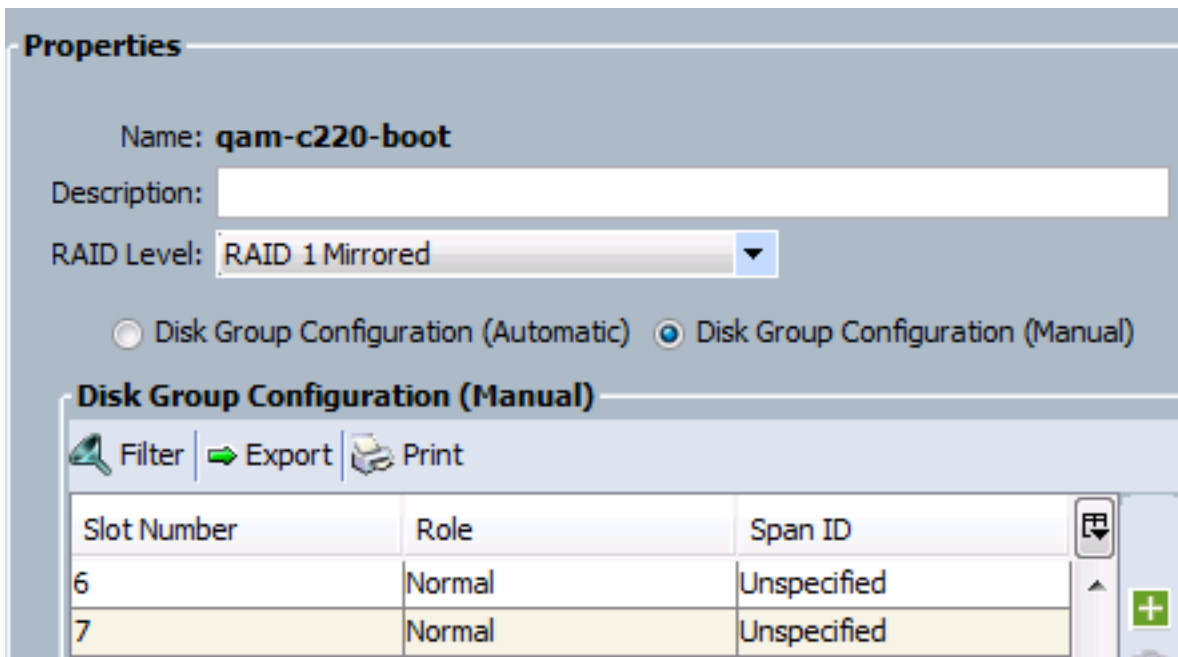 Properties
Name: qam-c220-boot
Description:
RAID Level: RAID 1 Mirrored
Disk Group Configuration (Automatic) Disk Group Configuration (Manual)
Disk Group Configuration (Manual)
Filter Export Print
Slot Number Role Span ID
6 Normal Unspecified
7 Normal Unspecified